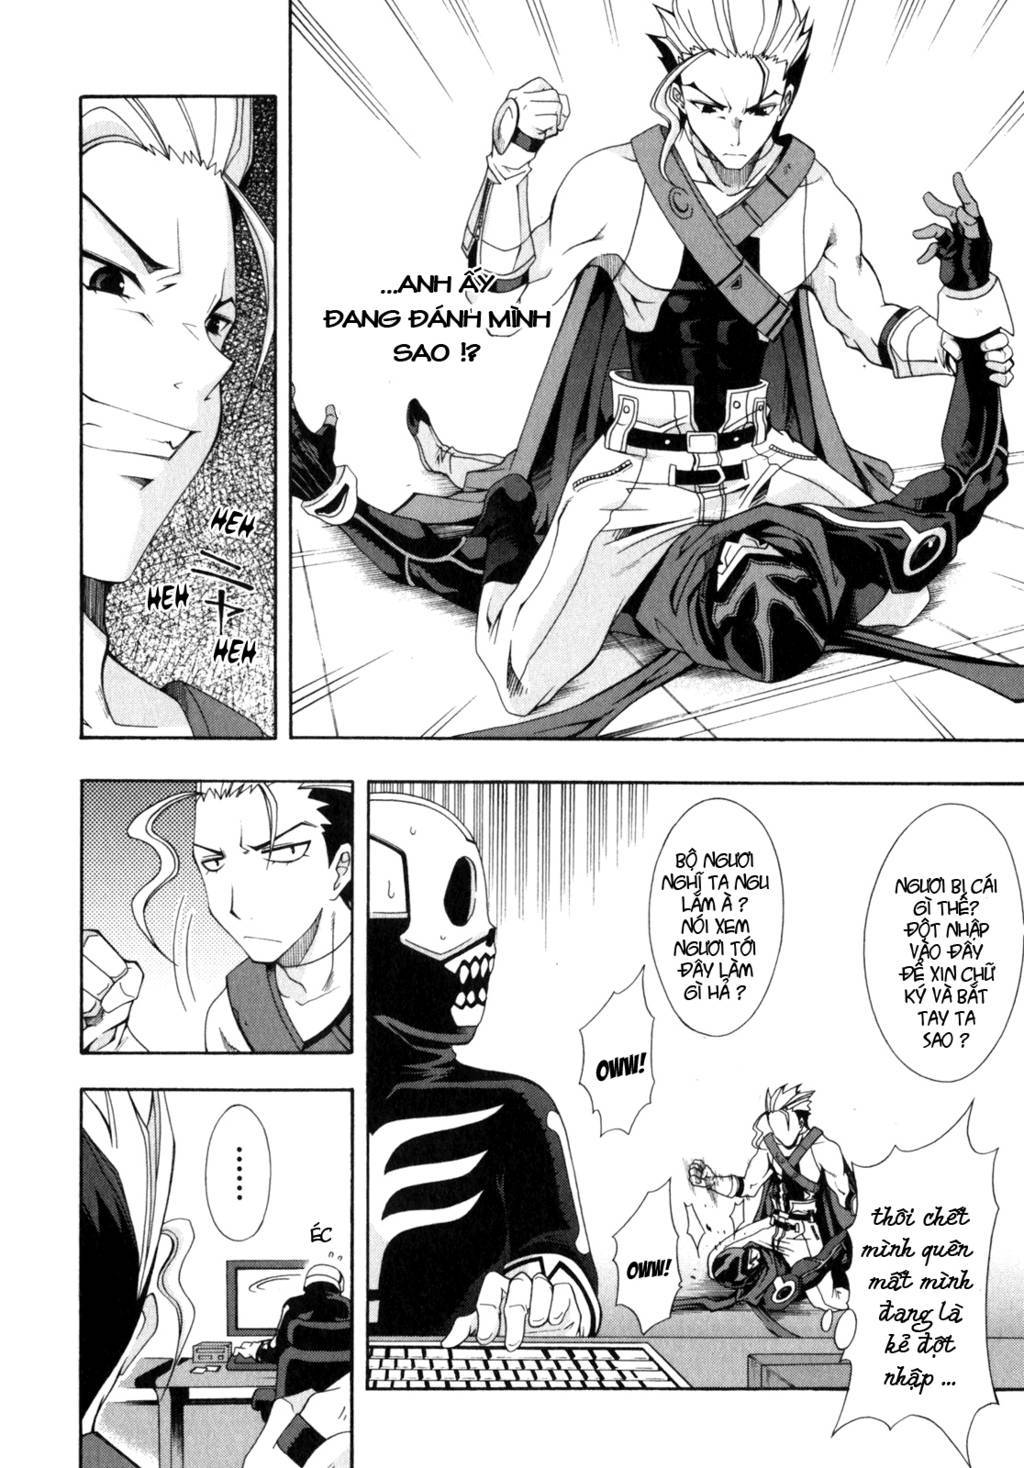 ...ANH ẤY
ĐANG ĐÁNH MÌNH
SAO !?
HEH
ニヤ
HEH
HEH
NGƯƠI BỊ CÁI
GÌ THẾ?
ĐỘT NHẬP
VÀO ĐÂY
ĐỂ XIN CHỮ
KÝ VÀ BẮT
TAY TA
SAO ?
BỘ NGƯƠI
NGHĨ TA NGU
LẮM À ?
NÓI XEM
NGƯƠI TỚI
ĐÂY LÀM
GÌ HẢ ?
OWW!
OWW!
thôi chết
mình quên
mất mình
đang là
kẻ đột
nhập ...
......
ÉC